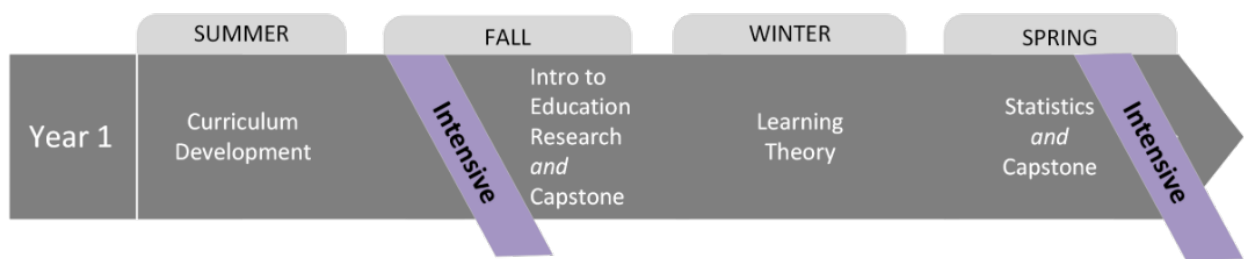 SUMMER
FALL
WINTER
SPRING
Year 1
Curriculum
Development
Intensive
Intro to
Education
Research
and
Capstone
Learning
Theory
Statistics
and
Capstone
Intensive